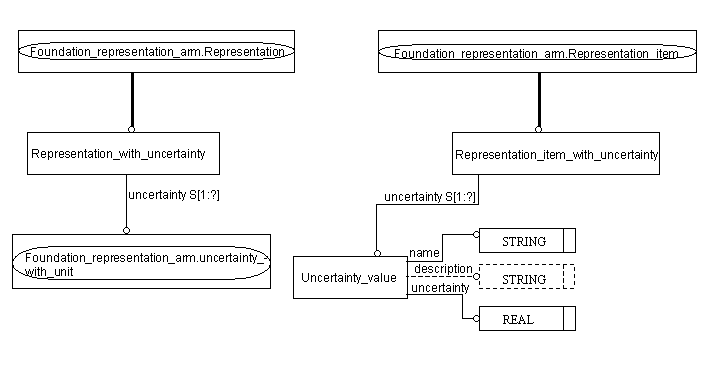 Foundation_representation_arm.Representation
Foundation_representation_arm.Representation_item
Representation_with_uncertainty
Representation_item_with_uncertainty
uncertainty S[1:?]
uncertainty S[1:?]
Foundation_representation_arm.uncertainty_-
with_unit
Uncertainty_value
name
STRING
description
STRING
uncertainty
REAL